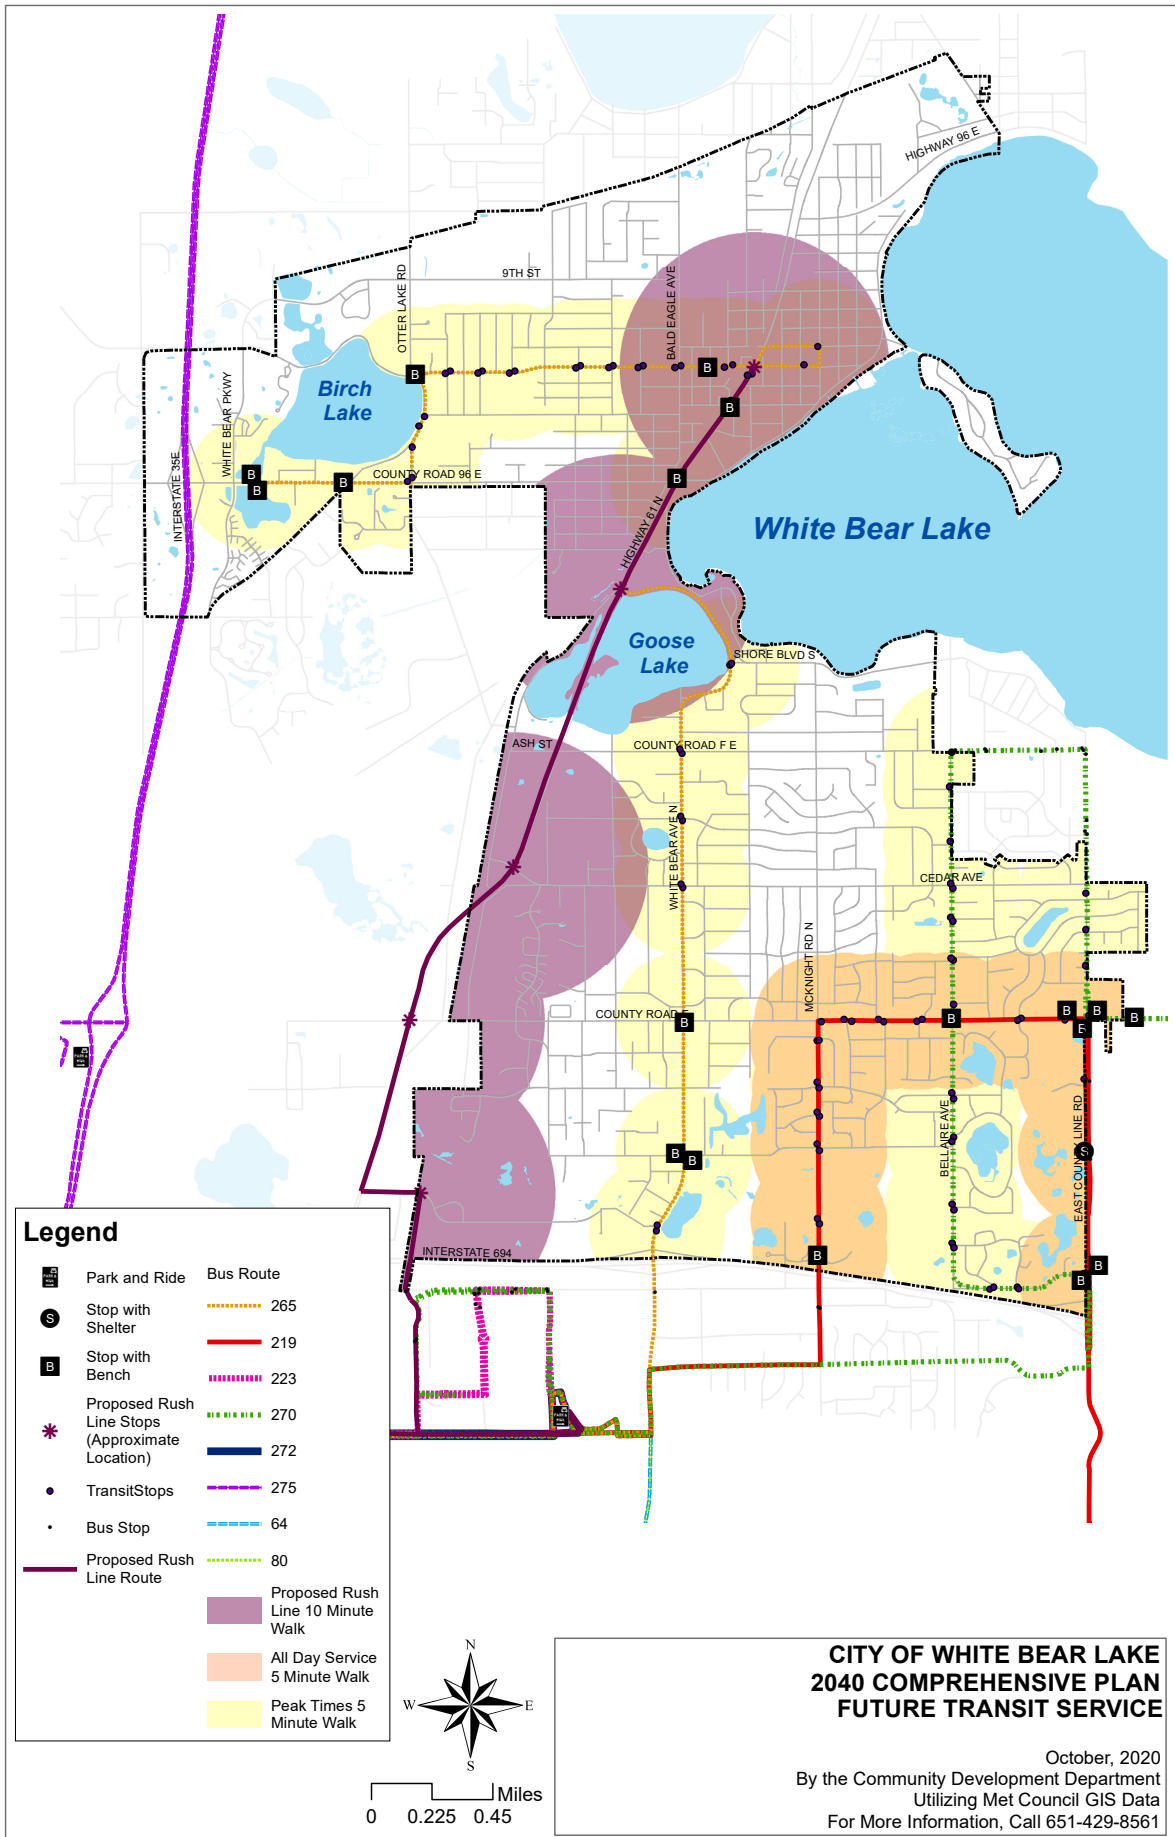 HIGHWAY 96 E
9TH ST
OTTER LAKE RD
BALD EAGLE AVE
B
B
Birch
Lake
WHITE BEAR PKWY
INTERSTATE 35E
B
B
B
B
COUNTY ROAD 96 E
B
HIGHWAY 61 N
White Bear Lake
Goose
Lake
SHORE BLVD S
ASH ST
COUNTY ROAD F E
WHITE BEAR AVE N
CEDAR AVE
MCKNIGHT RD N
COUNTY ROAD E
B
B
B
B
B
B
PARK &
RIDE
BELLAIRE AVE
EAST COUNTY LINE RD
S
B
B
B
B
B
INTERSTATE 694
PARK &
RIDE
Legend
PARK &
RIDE
Park and Ride
S
Stop with
Shelter
B
Stop with
Bench
Proposed Rush
Line Stops
(Approximate
Location)
TransitStops
Bus Stop
Proposed Rush
Line Route
Bus Route
265
219
223
270
272
275
64
80
Proposed Rush
Line 10 Minute
Walk
All Day Service
5 Minute Walk
Peak Times 5
Minute Walk
N
W
E
S
Miles
0 0.225 0.45
CITY OF WHITE BEAR LAKE
2040 COMPREHENSIVE PLAN
FUTURE TRANSIT SERVICE
October, 2020
By the Community Development Department
Utilizing Met Council GIS Data
For More Information, Call 651-429-8561